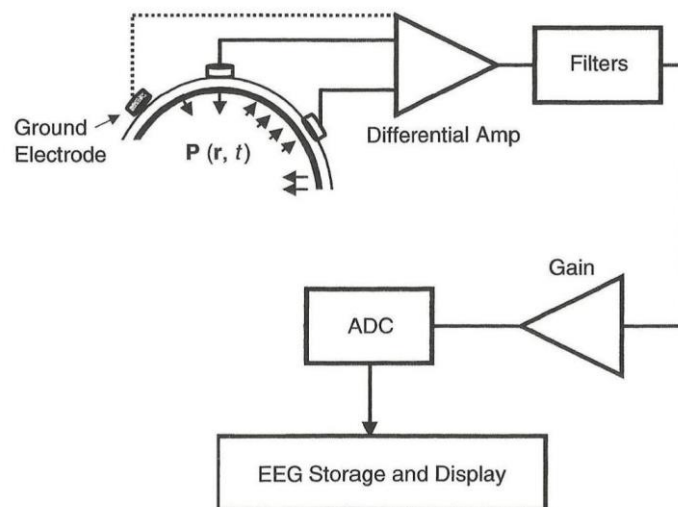 Ground
Electrode
P (r, t)
Differential Amp
Filters
Gain
ADC
EEG Storage and Display